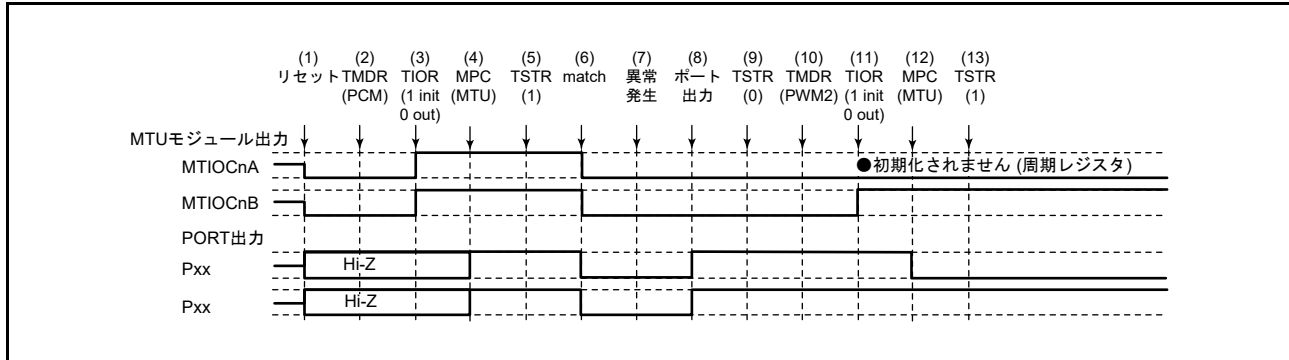 (1) (2) (3) (4) (5) (6) (7) (8) (9) (10) (11) (12) (13)
リセット TMDR TIOR MPC TSTR match 異常 ポート TSTR TMDR TIOR MPC TSTR
(PCM) (1 init (MTU) (1) 発生 出力 (0) (PWM2) (1 init (MTU) (1)
0 out) 0 out)
MTUモジュール出力
MTIOCnA ●初期化されません (周期レジスタ)
MTIOCnB
PORT出力
Pxx Hi-Z
Pxx Hi-Z